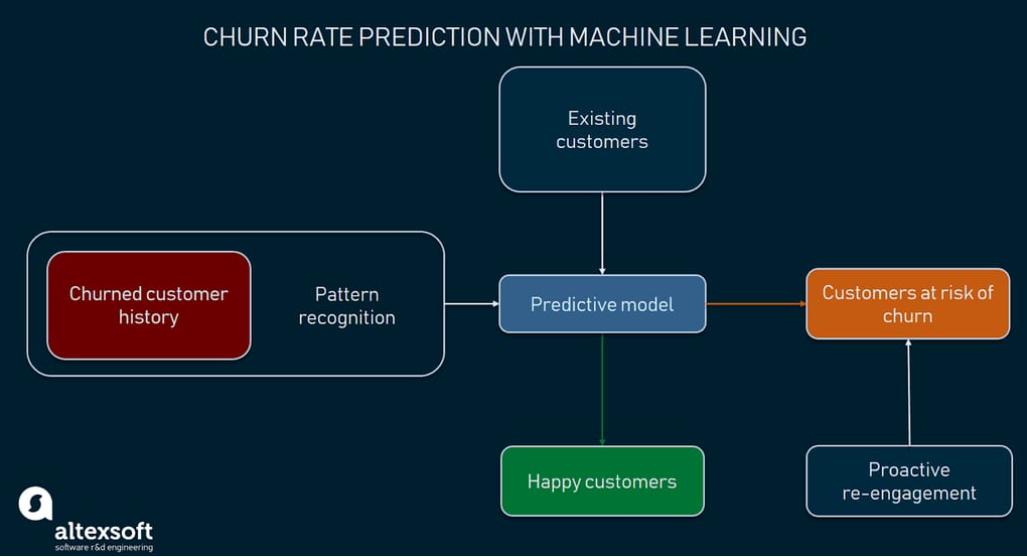 CHURN RATE PREDICTION WITH MACHINE LEARNING
Existing
customers
Churned customer
history
Pattern
recognition
Predictive model
Customers at risk of
churn
Happy customers
Proactive
re-engagement
altexsoft
software r&d engineering